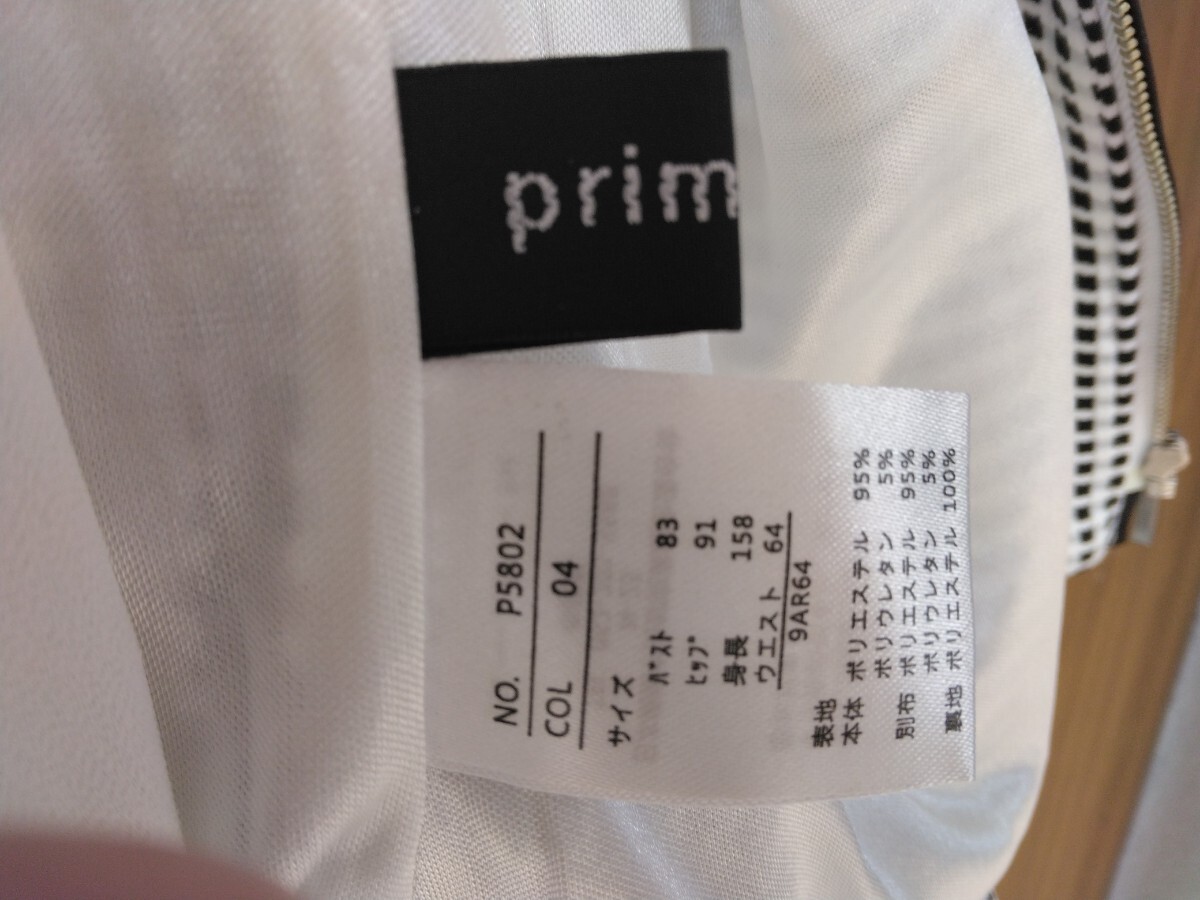 prim
NO. P5802
COL 04
サイズ
バスト 83
ヒップ 91
身長 158
ウエスト 64
9AR64
表地
本体 ポリエステル 95%
ポリウレタン 5%
別布 ポリエステル 95%
ポリウレタン 5%
裏地 ポリエステル 100%